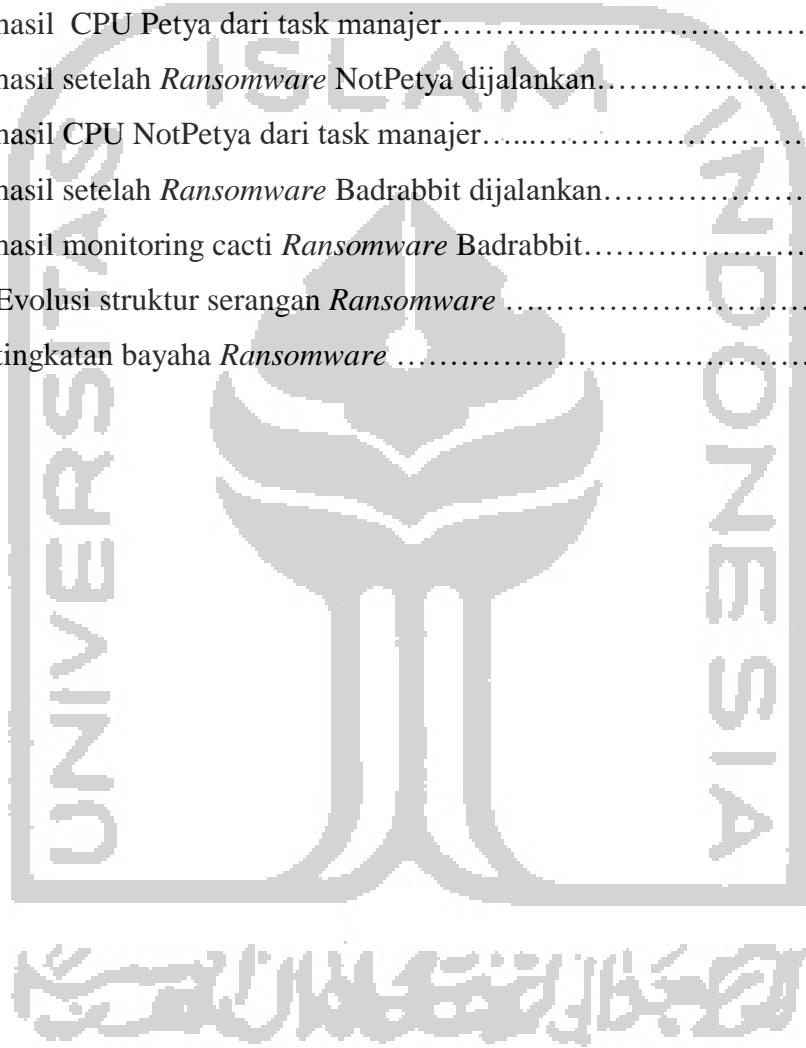 hasil  CPU Petya dari task manajer…………………...……………
hasil setelah Ransomware NotPetya dijalankan…………………
hasil CPU NotPetya dari task manajer…...………………………
hasil setelah Ransomware Badrabbit dijalankan…………………
hasil monitoring cacti Ransomware Badrabbit……………………
Evolusi struktur serangan Ransomware ….………………………
tingkatan bayaha Ransomware ……………………………………
ISLAM
UNIVERSITAS
INDONESIA